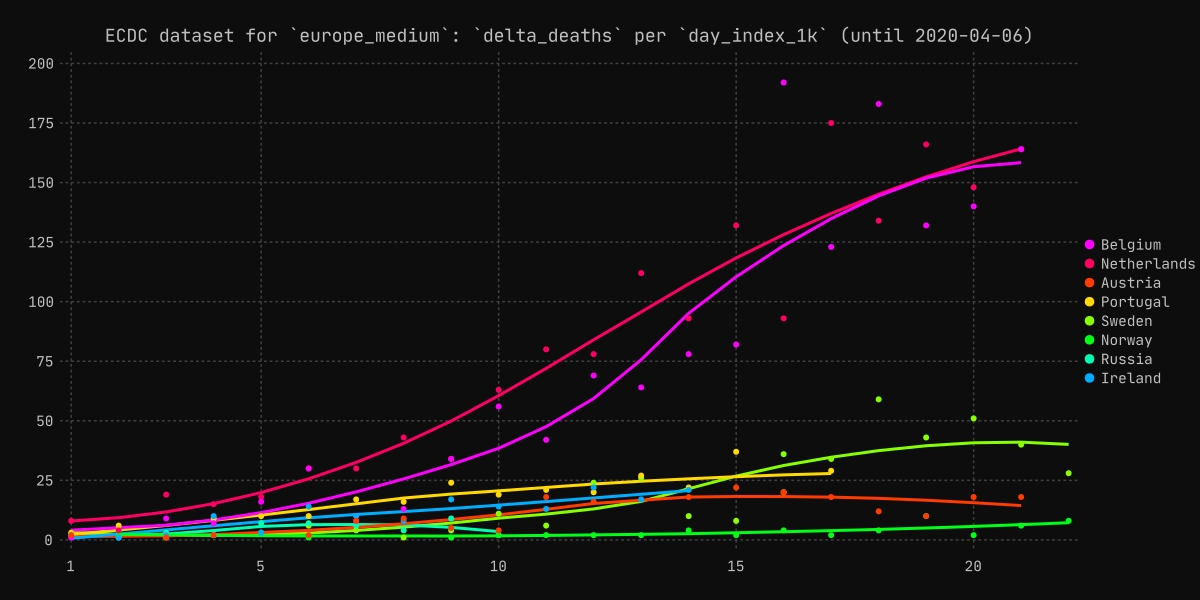 ECDC dataset for `europe_medium`: `delta_deaths` per `day_index_1k` (until 2020-04-06)
200
175
150
125
100
75
50
25
0
1
5
10
15
20
Belgium
Netherlands
Austria
Portugal
Sweden
Norway
Russia
Ireland